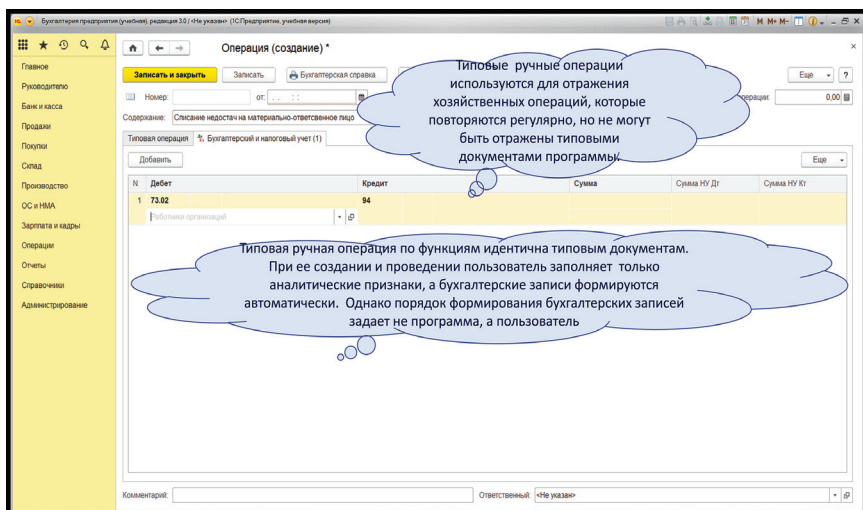 Бухгалтерия предприятия (учебная), редакция 3.0 / <Не указан> (1С:Предприятие, учебная версия)
M M+ M-
Главное
Руководителю
Банк и касса
Продажи
Покупки
Склад
Производство
ОС и НМА
Зарплата и кадры
Операции
Отчеты
Справочники
Администрирование
Операция (создание) *
Записать и закрыть
Записать
Бухгалтерская справка
Еще
?
Номер:
от:
. . : :
0,00
Содержание:
Списание недостач на материально-ответсвенное лицо
Типовая операция
Бухгалтерский и налоговый учет (1)
Добавить
Еще
N Дебет Кредит Сумма Сумма НУ Дт Сумма НУ Кт
1 73.02 94
Работники организаций
Типовые ручные операции
используются для отражения
хозяйственных операций, которые
повторяются регулярно, но не могут
быть отражены типовыми
документами программы.
Типовая ручная операция по функциям идентична типовым документам.
При ее создании и проведении пользователь заполняет только
аналитические признаки, а бухгалтерские записи формируются
автоматически. Однако порядок формирования бухгалтерских записей
задает не программа, а пользователь
Комментарий:
Ответственный:
<Не указан>